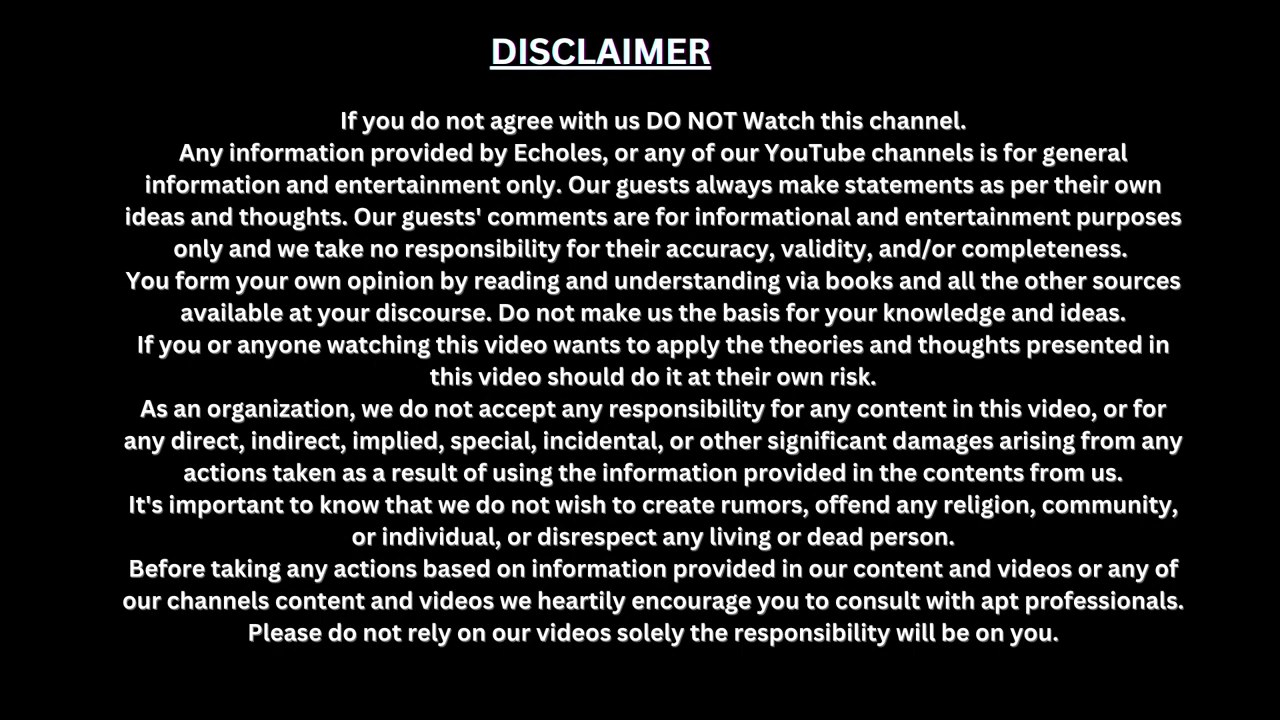 DISCLAIMER
If you do not agree with us DO NOT Watch this channel.
Any information provided by Echoles, or any of our YouTube channels is for general
information and entertainment only. Our guests always make statements as per their own
ideas and thoughts. Our guests' comments are for informational and entertainment purposes
only and we take no responsibility for their accuracy, validity, and/or completeness.
You form your own opinion by reading and understanding via books and all the other sources
available at your discourse. Do not make us the basis for your knowledge and ideas.
If you or anyone watching this video wants to apply the theories and thoughts presented in
this video should do it at their own risk.
As an organization, we do not accept any responsibility for any content in this video, or for
any direct, indirect, implied, special, incidental, or other significant damages arising from any
actions taken as a result of using the information provided in the contents from us.
It's important to know that we do not wish to create rumors, offend any religion, community,
or individual, or disrespect any living or dead person.
Before taking any actions based on information provided in our content and videos or any of
our channels content and videos we heartily encourage you to consult with apt professionals.
Please do not rely on our videos solely the responsibility will be on you.